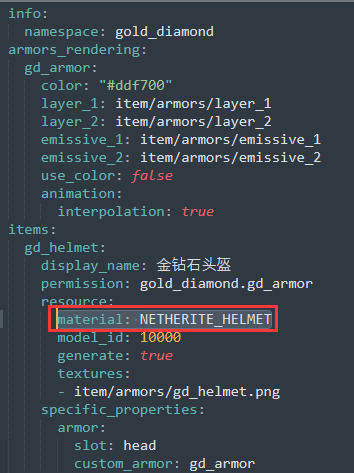 info:
  namespace: gold_diamond
armors_rendering:
  gd_armor:
    color: "#ddf700"
    layer_1: item/armors/layer_1
    layer_2: item/armors/layer_2
    emissive_1: item/armors/emissive_1
    emissive_2: item/armors/emissive_2
    use_color: false
    animation:
      interpolation: true
items:
  gd_helmet:
    display_name: 金钻石头盔
    permission: gold_diamond.gd_armor
    resource:
      material: NETHERITE_HELMET
      model_id: 10000
      generate: true
      textures:
      - item/armors/gd_helmet.png
    specific_properties:
      armor:
        slot: head
        custom_armor: gd_armor